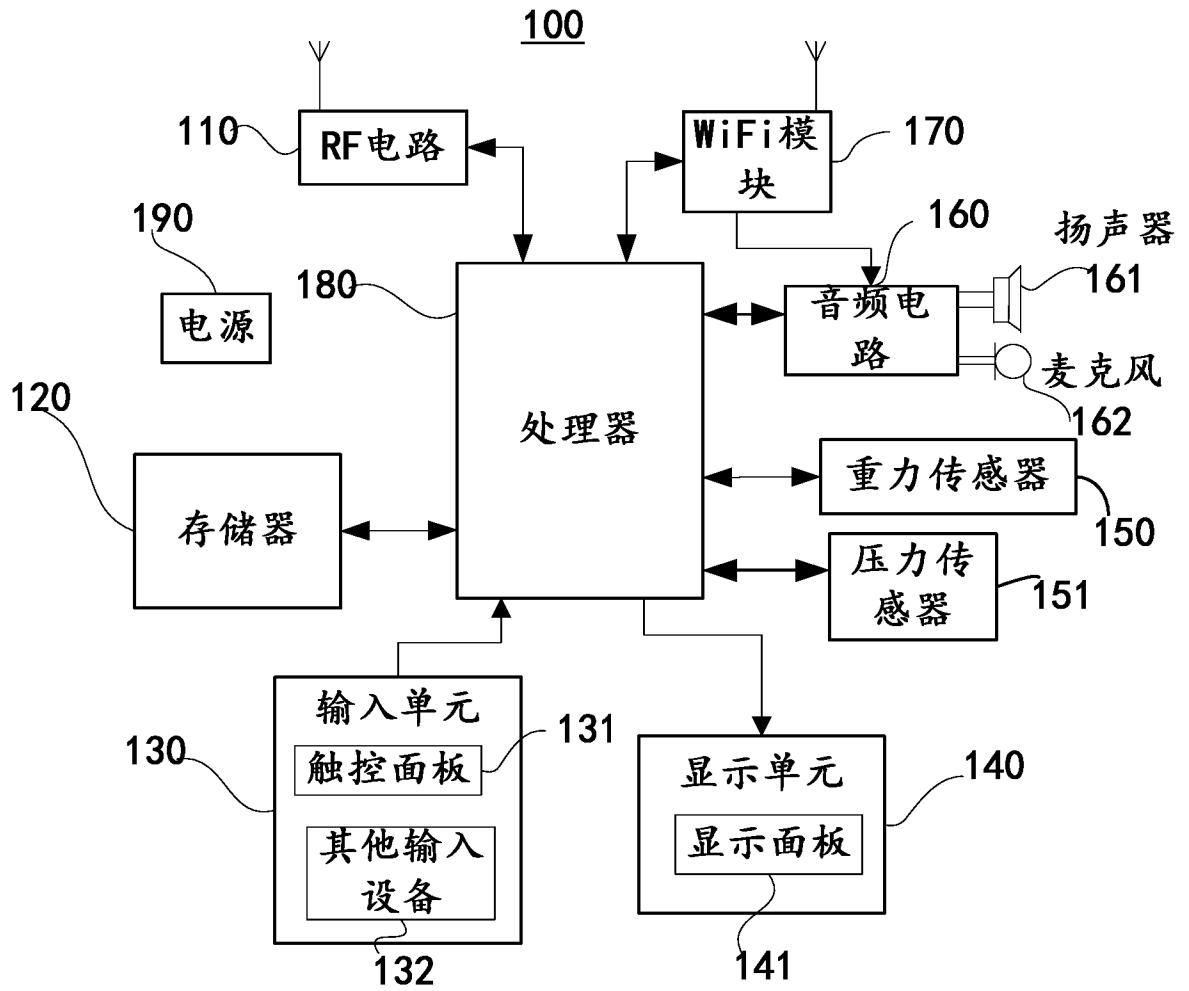 100
110
RF电路
WiFi模
块
170
190
电源
180
160
扬声器
161
音频电
路
麦克风
162
120
存储器
处理器
重力传感器
150
压力传
感器
151
130
输入单元
触控面板
131
其他输入
设备
132
显示单元
140
显示面板
141